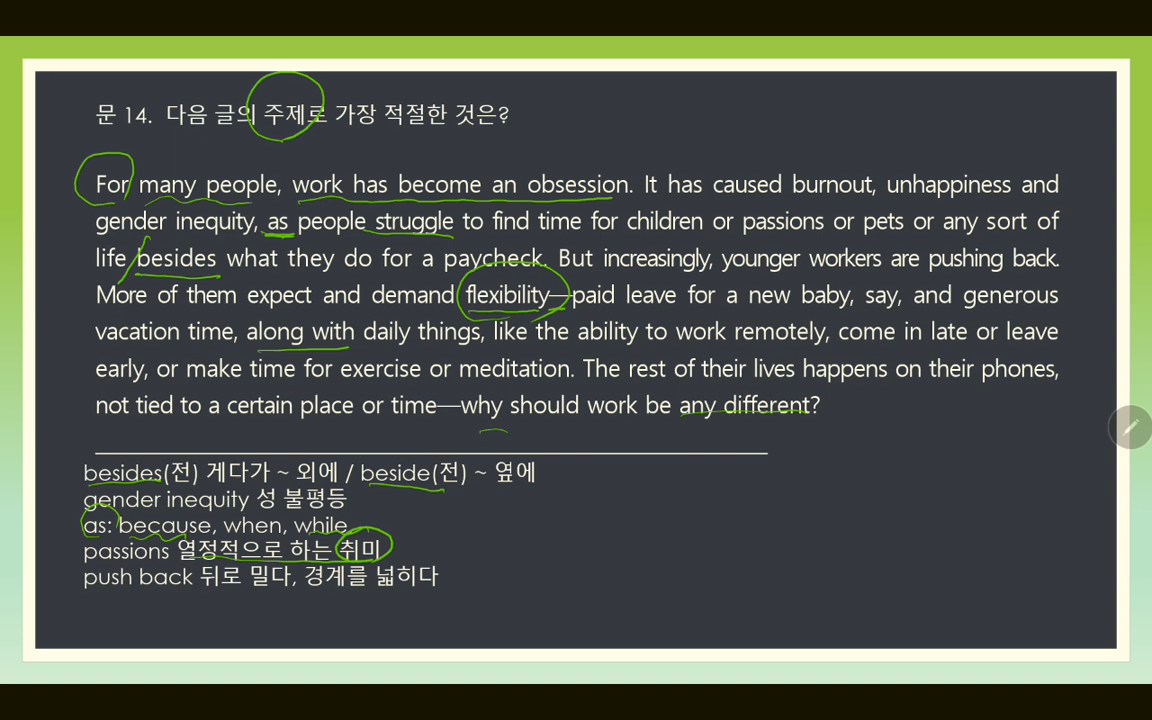 문 14. 다음 글의 주제로 가장 적절한 것은?
For many people, work has become an obsession. It has caused burnout, unhappiness and
gender inequity, as people struggle to find time for children or passions or pets or any sort of
life besides what they do for a paycheck. But increasingly, younger workers are pushing back.
More of them expect and demand flexibility—paid leave for a new baby, say, and generous
vacation time, along with daily things, like the ability to work remotely, come in late or leave
early, or make time for exercise or meditation. The rest of their lives happens on their phones,
not tied to a certain place or time—why should work be any different?
besides(전) 게다가 ~ 외에 / beside(전) ~ 옆에
gender inequity 성 불평등
as: because, when, while
passions 열정적으로 하는 취미
push back 뒤로 밀다, 경계를 넓히다